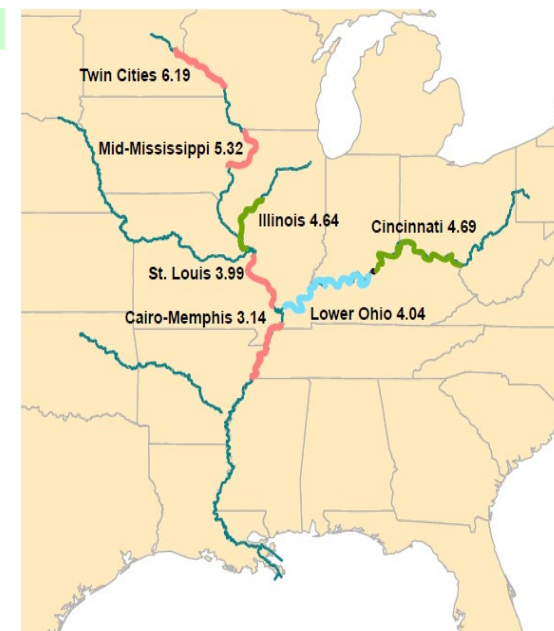 Twin Cities 6.19
Mid-Mississippi 5.32
Illinois 4.64
Cincinnati 4.69
St. Louis 3.99
Cairo-Memphis 3.14
Lower Ohio 4.04